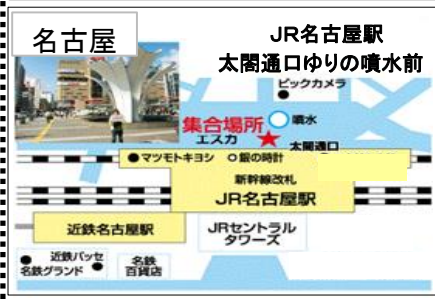 名古屋
JR名古屋駅
太閤通口ゆりの噴水前
ビックカメラ
噴水
集合場所
エスカ
太閤通口
マツモトキヨシ
銀の時計
新幹線改札
JR名古屋駅
近鉄名古屋駅
JRセントラル
タワーズ
近鉄パッセ
名鉄グランド
名鉄
百貨店